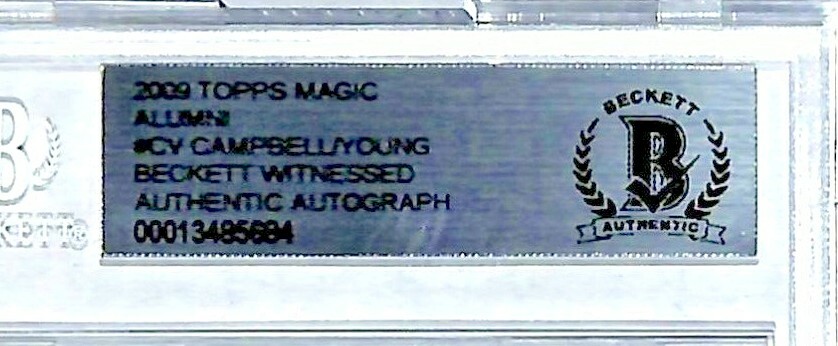 2009 TOPPS MAGIC
ALUMNI
#CY CAMPBELL/YOUNG
BECKETT WITNESSED
AUTHENTIC AUTOGRAPH
00013485684
BECKETT
B
AUTHENTIC